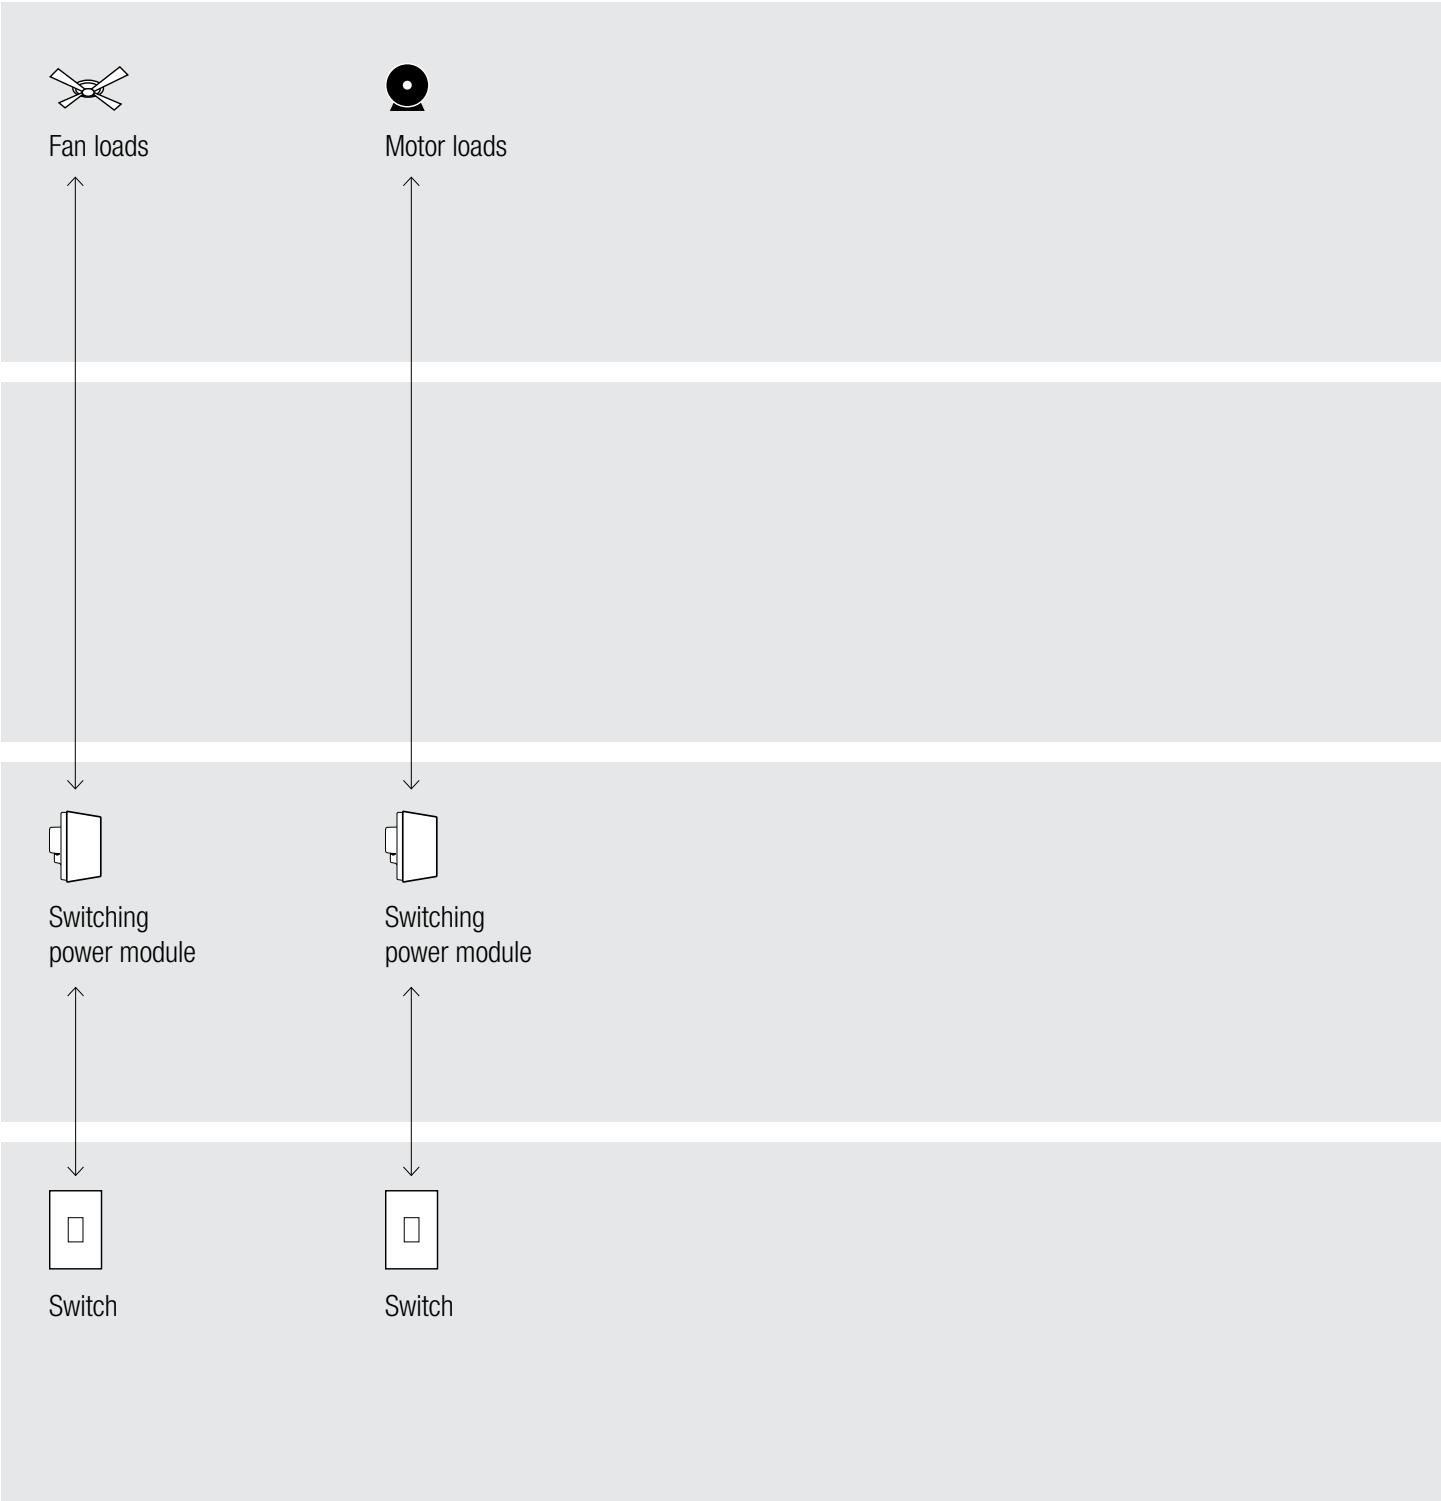 Fan loads
Motor loads
Switching
power module
Switching
power module
Switch
Switch